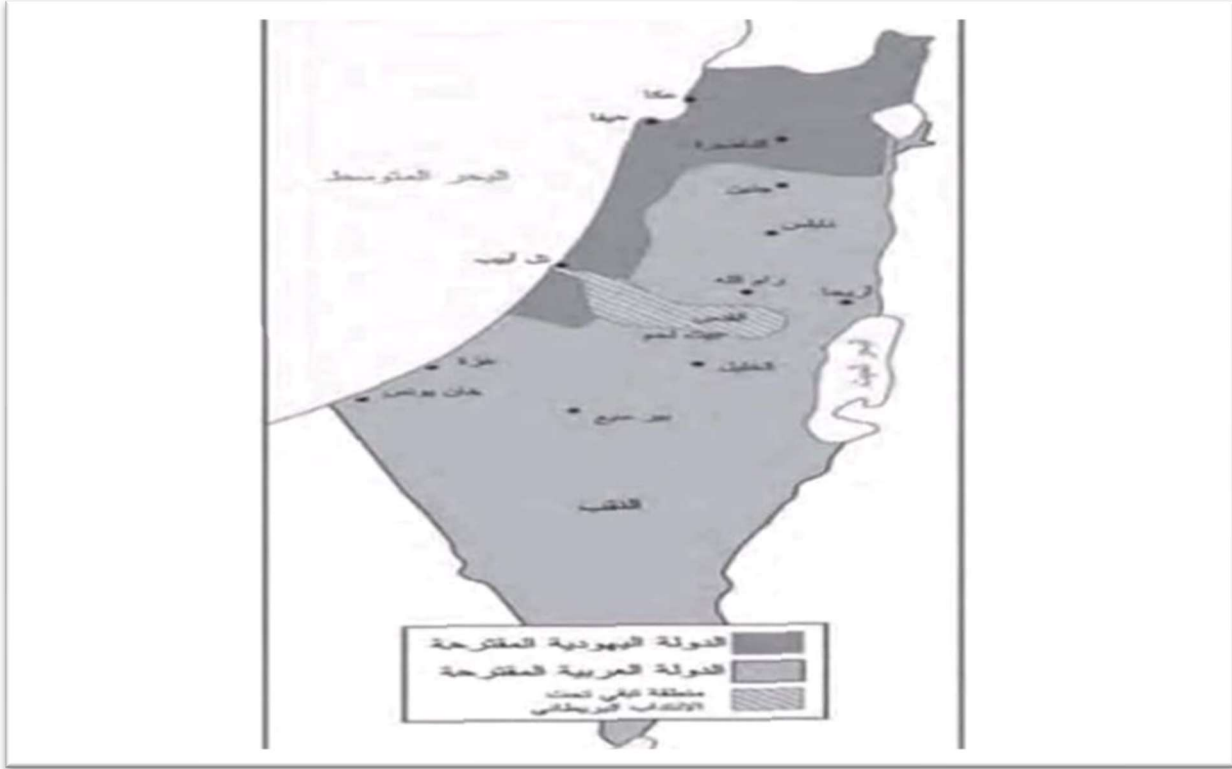 عكا
حيفا
الناصرة
البحر المتوسط
جنين
نابلس
تل أبيب
رام الله
أريحا
القدس
بيت لحم
غزة
الخليل
خان يونس
بير سبع
النقب
الدولة اليهودية المقترحة
الدولة العربية المقترحة
منطقة تبقى تحت
الانتداب البريطاني